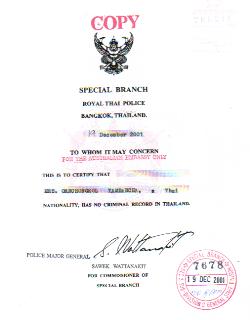 COPY
SPECIAL BRANCH
ROYAL THAI POLICE
BANGKOK, THAILAND.
December 2001
TO WHOM IT MAY CONCERN
FOR THE AUSTRALIAN EMBASSY ONLY
THIS IS TO CERTIFY THAT
a Thai
NATIONALITY, HAS NO CRIMINAL RECORD IN THAILAND.
POLICE MAJOR GENERAL S. Wattanakit
SAWEK WATTANAKIT
FOR COMMISSIONER OF
SPECIAL BRANCH
7678
19 DEC 2001